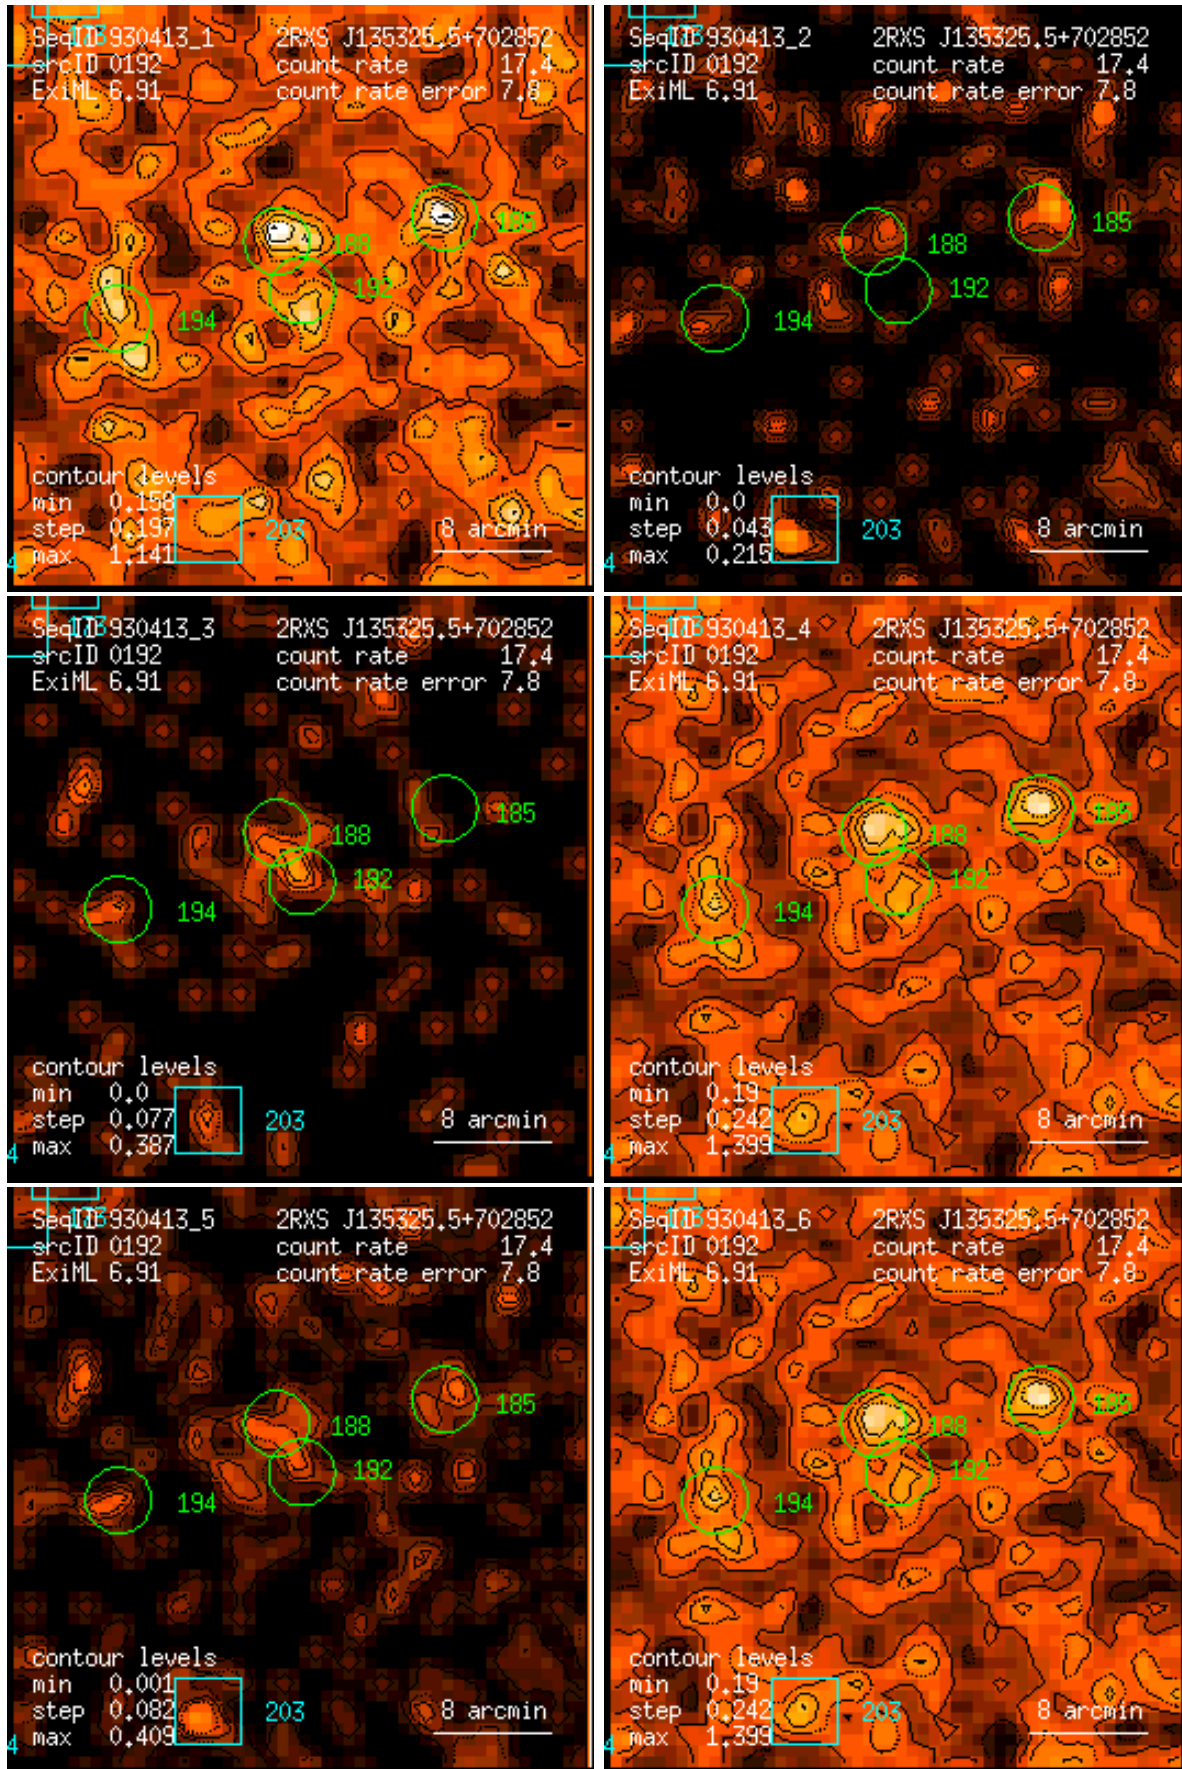 173
SeqID 930413_1 2RXS J135325.5+702852
srcID 0192 count rate 17.4
ExiML 6.91 count rate error 7.8
185
188
192
194
contour levels
min 0.158
step 0.197 203 8 arcmin
max 1.141
4
173
SeqID 930413_2 2RXS J135325.5+702852
srcID 0192 count rate 17.4
ExiML 6.91 count rate error 7.8
185
188
192
194
contour levels
min 0.0
step 0.043 203 8 arcmin
max 0.215
4
173
SeqID 930413_3 2RXS J135325.5+702852
srcID 0192 count rate 17.4
ExiML 6.91 count rate error 7.8
185
188
192
194
contour levels
min 0.0
step 0.077 203 8 arcmin
max 0.387
4
173
SeqID 930413_4 2RXS J135325.5+702852
srcID 0192 count rate 17.4
ExiML 6.91 count rate error 7.8
185
188
192
194
contour levels
min 0.19
step 0.242 203 8 arcmin
max 1.399
4
173
SeqID 930413_5 2RXS J135325.5+702852
srcID 0192 count rate 17.4
ExiML 6.91 count rate error 7.8
185
188
192
194
contour levels
min 0.001
step 0.082 203 8 arcmin
max 0.409
4
173
SeqID 930413_6 2RXS J135325.5+702852
srcID 0192 count rate 17.4
ExiML 6.91 count rate error 7.8
185
188
192
194
contour levels
min 0.19
step 0.242 203 8 arcmin
max 1.399
4